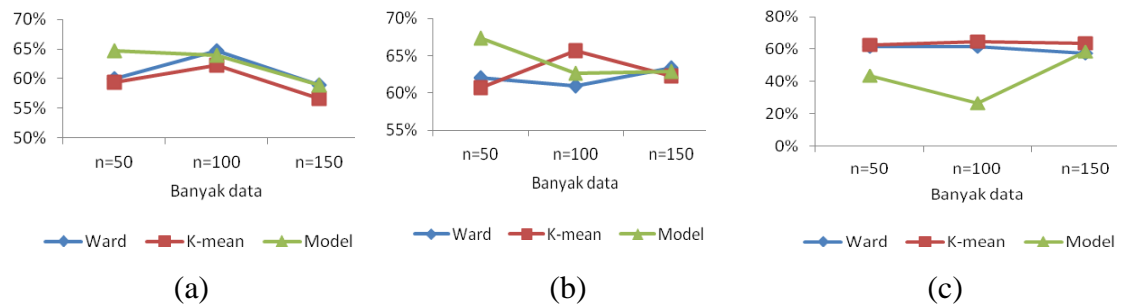 70%
65%
60%
55%
50%
n=50 n=100 n=150
Banyak data
Ward K-mean Model
(a)
70%
65%
60%
55%
n=50 n=100 n=150
Banyak data
Ward K-mean Model
(b)
80%
60%
40%
20%
0%
n=50 n=100 n=150
Banyak data
Ward K-mean Model
(c)